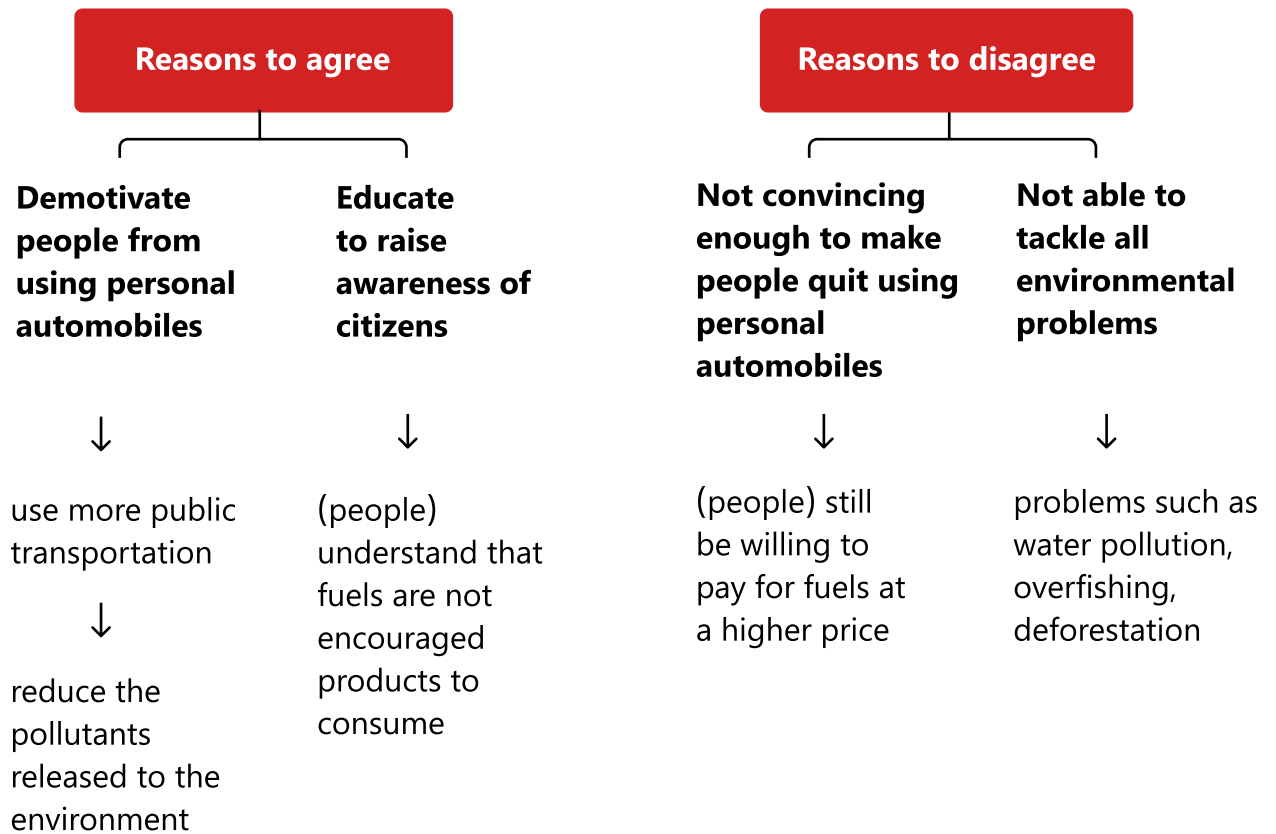 Reasons to agree
Demotivate
people from
using personal
automobiles
use more public
transportation
reduce the
pollutants
released to the
environment
Educate
to raise
awareness of
citizens
(people)
understand that
fuels are not
encouraged
products to
consume
Reasons to disagree
Not convincing
enough to make
people quit using
personal
automobiles
(people) still
be willing to
pay for fuels at
a higher price
Not able to
tackle all
environmental
problems
problems such as
water pollution,
overfishing,
deforestation